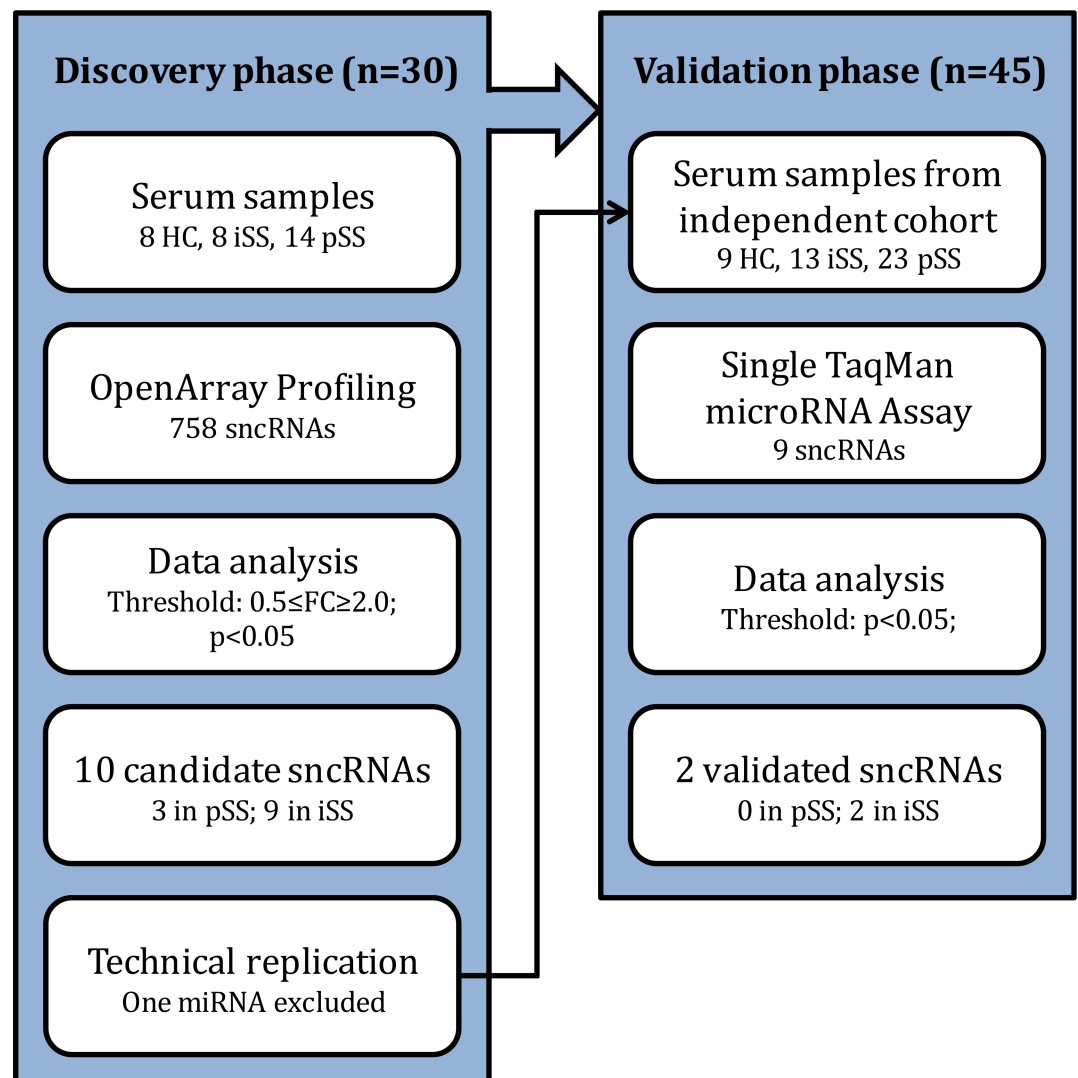 Discovery phase (n=30)
Serum samples
8 HC, 8 iSS, 14 pSS
OpenArray Profiling
758 sncRNAs
Data analysis
Threshold: 0.5≤FC≥2.0;
p<0.05
10 candidate sncRNAs
3 in pSS; 9 in iSS
Technical replication
One miRNA excluded
Validation phase (n=45)
Serum samples from
independent cohort
9 HC, 13 iSS, 23 pSS
Single TaqMan
microRNA Assay
9 sncRNAs
Data analysis
Threshold: p<0.05;
2 validated sncRNAs
0 in pSS; 2 in iSS